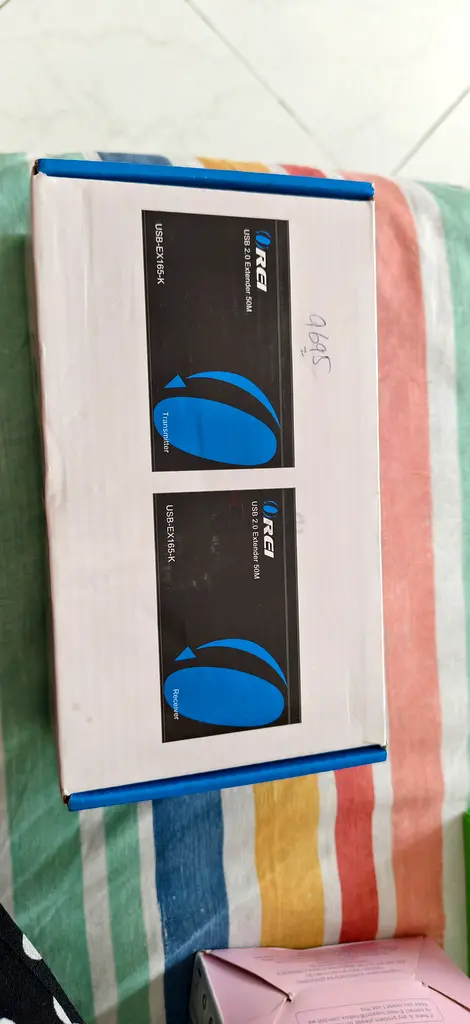 9695
OREI
USB 2.0 Extender 50M
Transmitter
USB-EX165-K
OREI
USB 2.0 Extender 50M
Receiver
USB-EX165-K